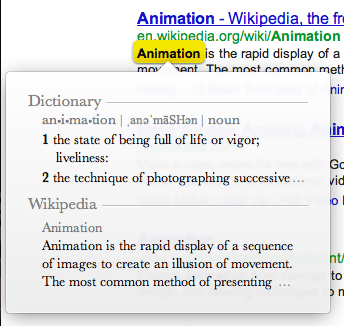 Animation - Wikipedia, the fr
en.wikipedia.org/wiki/Animation
Animation is the rapid display of a
movement. The most common meth
Dictionary
an•i•ma•tion | ˌanəˈmāSHən | noun
1 the state of being full of life or vigor;
liveliness:
2 the technique of photographing successive ...
Wikipedia
Animation
Animation is the rapid display of a sequence
of images to create an illusion of movement.
The most common method of presenting ...